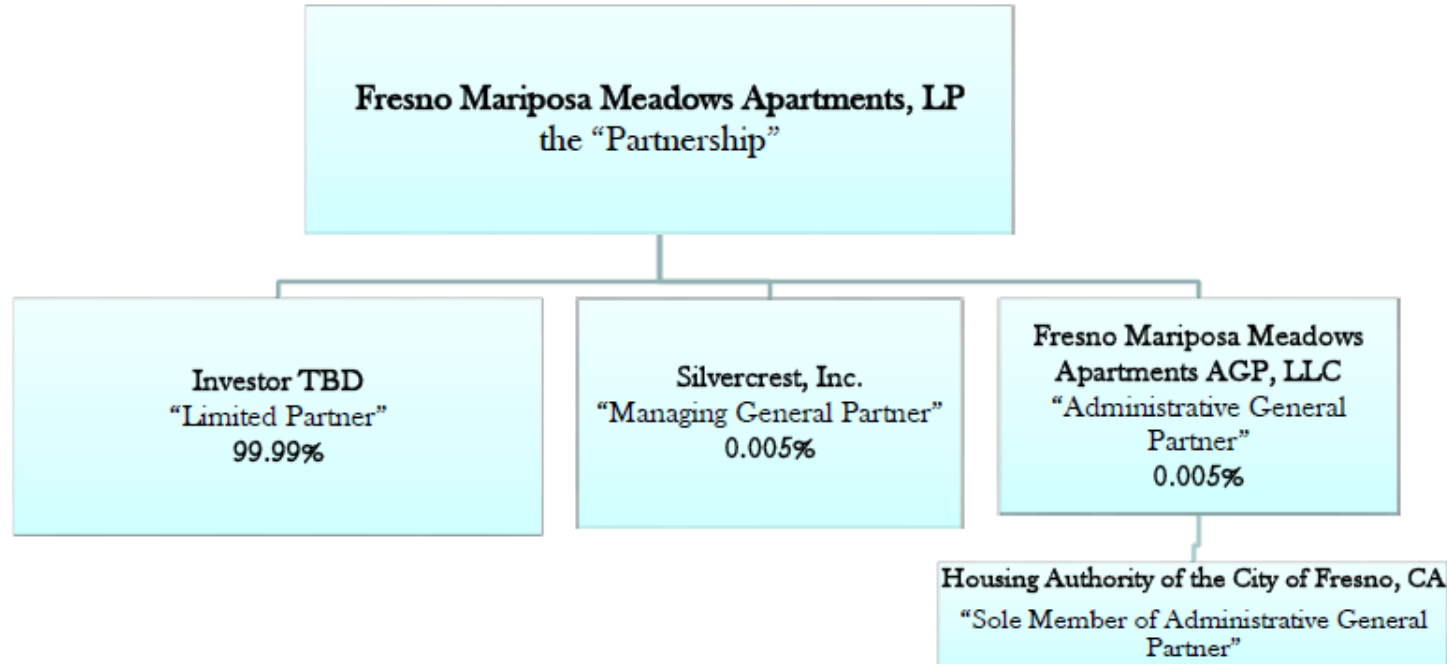 Fresno Mariposa Meadows Apartments, LP
the “Partnership”
Investor TBD
“Limited Partner”
99.99%
Silvercrest, Inc.
“Managing General Partner”
0.005%
Fresno Mariposa Meadows
Apartments AGP, LLC
“Administrative General
Partner”
0.005%
Housing Authority of the City of Fresno, CA
“Sole Member of Administrative General
Partner”